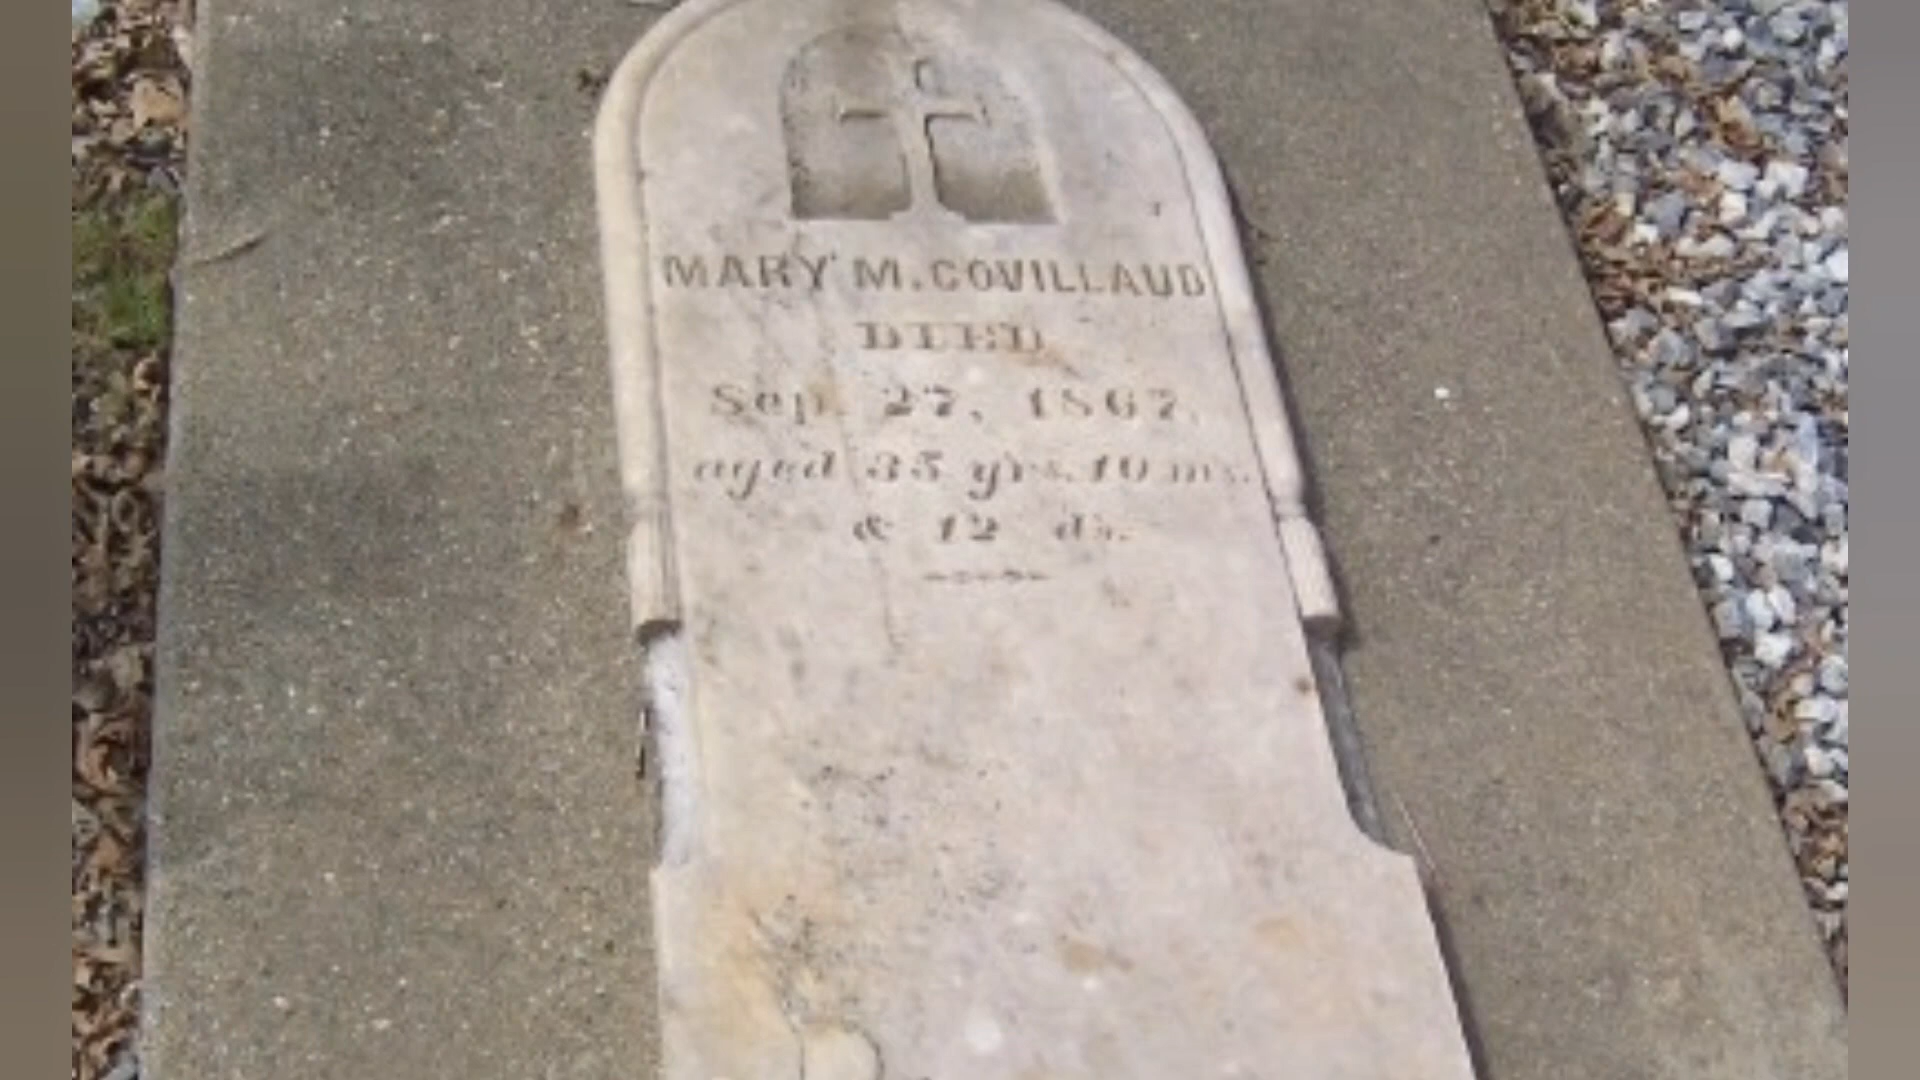 MARY M. COVILLAUD
DIED
Sep. 27, 1867,
aged 35 yrs. 10 ms.
& 12 ds.